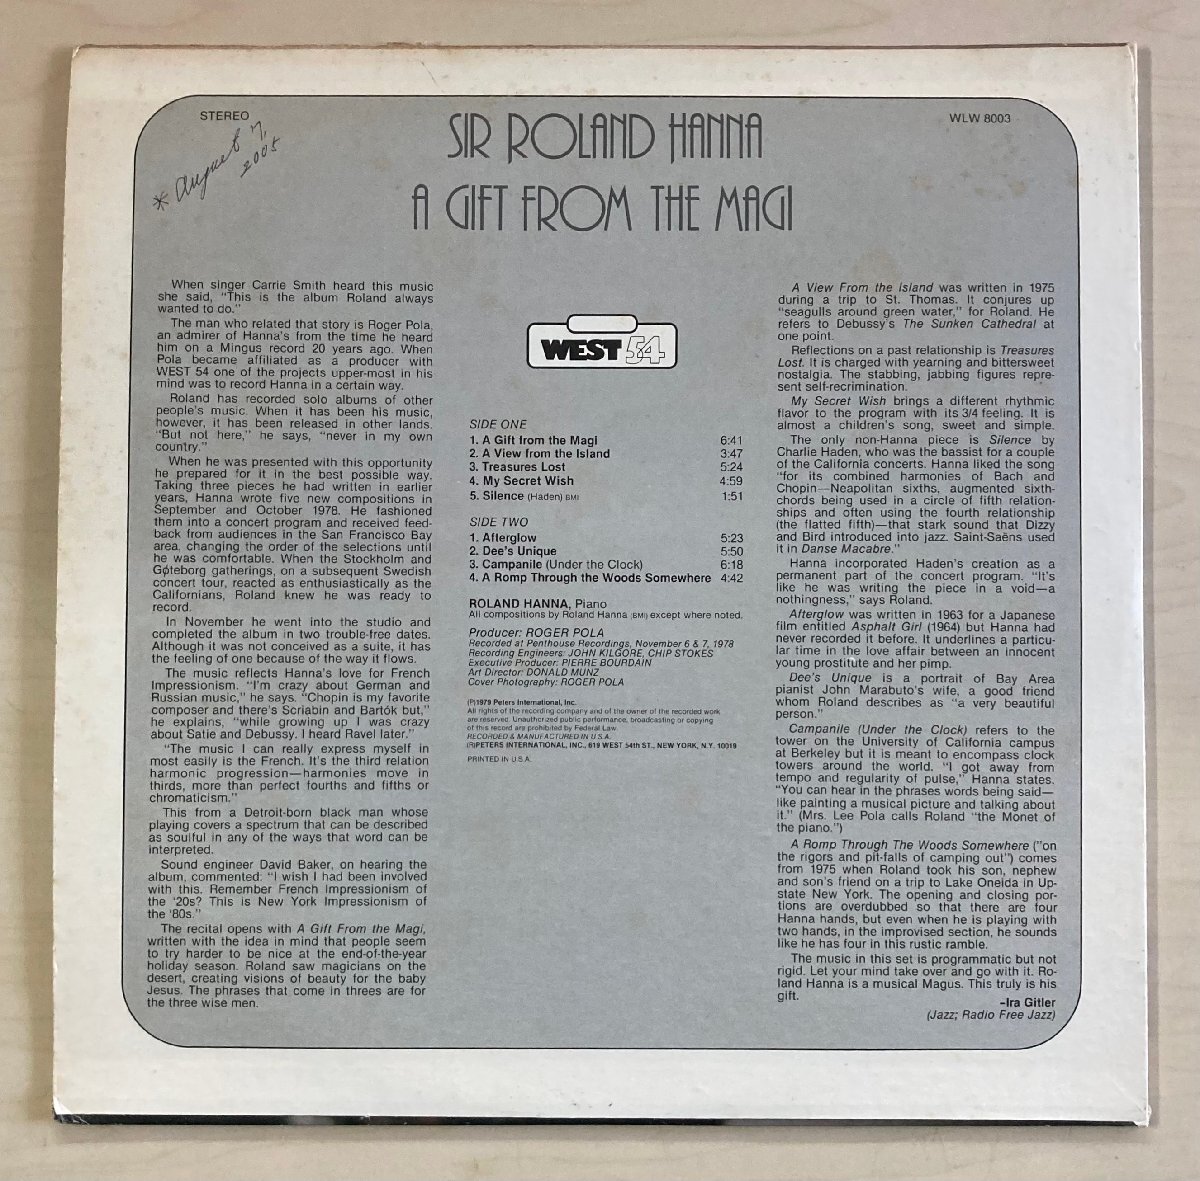 STEREO
WLW 8003
* August 7,
2005
SIR ROLAND HANNA
A GIFT FROM THE MAGI
When singer Carrie Smith heard this music
she said, "This is the album Roland always
wanted to do."
The man who related that story is Roger Pola,
an admirer of Hanna's from the time he heard
him on a Mingus record 20 years ago. When
Pola became affiliated as a producer with
WEST 54 one of the projects upper-most in his
mind was to record Hanna in a certain way.
Roland has recorded solo albums of other
people's music. When it has been his music,
however, it has been released in other lands.
"But not here," he says, "never in my own
country."
When he was presented with this opportunity
he prepared for it in the best possible way.
Taking three pieces he had written in earlier
years, Hanna wrote five new compositions in
September and October 1978. He fashioned
them into a concert program and received feed-
back from audiences in the San Francisco Bay
area, changing the order of the selections until
he was comfortable. When the Stockholm and
Gøteborg gatherings, on a subsequent Swedish
concert tour, reacted as enthusiastically as the
Californians, Roland knew he was ready to
record.
In November he went into the studio and
completed the album in two trouble-free dates.
Although it was not conceived as a suite, it has
the feeling of one because of the way it flows.
The music reflects Hanna's love for French
Impressionism. "I'm crazy about German and
Russian music," he says. "Chopin is my favorite
composer and there's Scriabin and Bartók but,"
he explains, "while growing up I was crazy
about Satie and Debussy. I heard Ravel later."
"The music I can really express myself in
most easily is the French. It's the third relation
harmonic progression—harmonies move in
thirds, more than perfect fourths and fifths or
chromaticism."
This from a Detroit-born black man whose
playing covers a spectrum that can be described
as soulful in any of the ways that word can be
interpreted.
Sound engineer David Baker, on hearing the
album, commented: "I wish I had been involved
with this. Remember French Impressionism of
the '20s? This is New York Impressionism of
the '80s."
The recital opens with A Gift From the Magi,
written with the idea in mind that people seem
to try harder to be nice at the end-of-the-year
holiday season. Roland saw magicians on the
desert, creating visions of beauty for the baby
Jesus. The phrases that come in threes are for
the three wise men.
WEST 54
SIDE ONE
1. A Gift from the Magi 6:41
2. A View from the Island 3:47
3. Treasures Lost 5:24
4. My Secret Wish 4:59
5. Silence (Haden) BMI 1:51
SIDE TWO
1. Afterglow 5:23
2. Dee's Unique 5:50
3. Campanile (Under the Clock) 6:18
4. A Romp Through the Woods Somewhere 4:42
ROLAND HANNA, Piano
All compositions by Roland Hanna (BMI) except where noted.
Producer: ROGER POLA
Recorded at Penthouse Recordings, November 6 & 7, 1978
Recording Engineers: JOHN KILGORE, CHIP STOKES
Executive Producer: PIERRE BOURDAIN
Art Director: DONALD MUNZ
Cover Photography: ROGER POLA
(P)1979 Peters International, Inc.
All rights of the recording company and of the owner of the recorded work
are reserved. Unauthorized public performance, broadcasting or copying
of this record are prohibited by Federal Law.
RECORDED & MANUFACTURED IN U.S.A.
(R)PETERS INTERNATIONAL, INC., 619 WEST 54th ST., NEW YORK, N.Y. 10019
PRINTED IN U.S.A.
A View From the Island was written in 1975
during a trip to St. Thomas. It conjures up
"seagulls around green water," for Roland. He
refers to Debussy's The Sunken Cathedral at
one point.
Reflections on a past relationship is Treasures
Lost. It is charged with yearning and bittersweet
nostalgia. The stabbing, jabbing figures repre-
sent self-recrimination.
My Secret Wish brings a different rhythmic
flavor to the program with its 3/4 feeling. It is
almost a children's song, sweet and simple.
The only non-Hanna piece is Silence by
Charlie Haden, who was the bassist for a couple
of the California concerts. Hanna liked the song
"for its combined harmonies of Bach and
Chopin—Neapolitan sixths, augmented sixth-
chords being used in a circle of fifth relation-
ships and often using the fourth relationship
(the flatted fifth)—that stark sound that Dizzy
and Bird introduced into jazz. Saint-Saëns used
it in Danse Macabre."
Hanna incorporated Haden's creation as a
permanent part of the concert program. "It's
like he was writing the piece in a void—a
nothingness," says Roland.
Afterglow was written in 1963 for a Japanese
film entitled Asphalt Girl (1964) but Hanna had
never recorded it before. It underlines a particu-
lar time in the love affair between an innocent
young prostitute and her pimp.
Dee's Unique is a portrait of Bay Area
pianist John Marabuto's wife, a good friend
whom Roland describes as "a very beautiful
person."
Campanile (Under the Clock) refers to the
tower on the University of California campus
at Berkeley but it is meant to encompass clock
towers around the world. "I got away from
tempo and regularity of pulse," Hanna states.
"You can hear in the phrases words being said—
like painting a musical picture and talking about
it." (Mrs. Lee Pola calls Roland "the Monet of
the piano.")
A Romp Through The Woods Somewhere ("on
the rigors and pit-falls of camping out") comes
from 1975 when Roland took his son, nephew
and son's friend on a trip to Lake Oneida in Up-
state New York. The opening and closing por-
tions are overdubbed so that there are four
Hanna hands, but even when he is playing with
two hands, in the improvised section, he sounds
like he has four in this rustic ramble.
The music in this set is programmatic but not
rigid. Let your mind take over and go with it. Ro-
land Hanna is a musical Magus. This truly is his
gift.
–Ira Gitler
(Jazz; Radio Free Jazz)